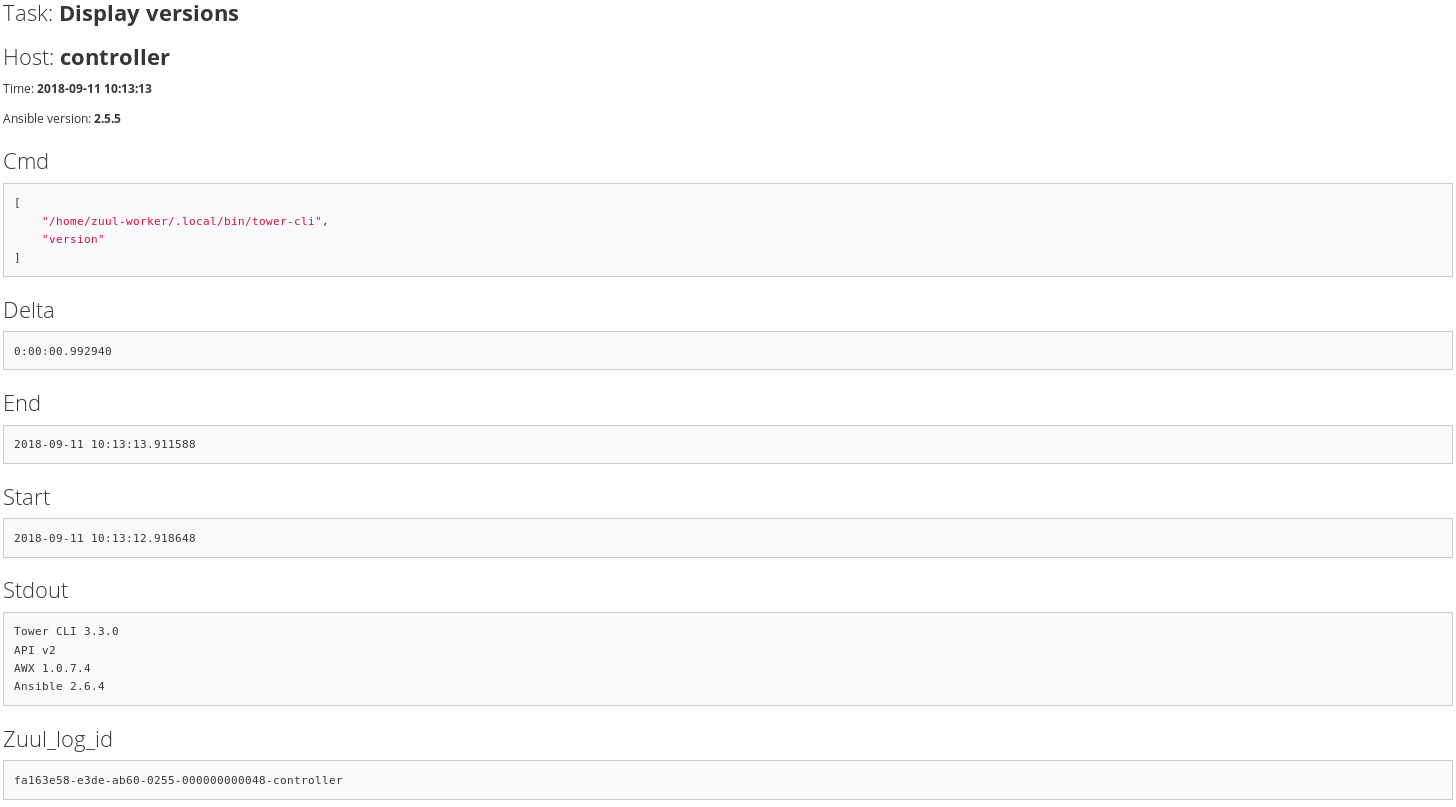 Task: Display versions
Host: controller
Time: 2018-09-11 10:13:13
Ansible version: 2.5.5
Cmd
[
    "/home/zuul-worker/.local/bin/tower-cli",
    "version"
]
Delta
0:00:00.992940
End
2018-09-11 10:13:13.911588
Start
2018-09-11 10:13:12.918648
Stdout
Tower CLI 3.3.0
API v2
AWX 1.0.7.4
Ansible 2.6.4
Zuul_log_id
fa163e58-e3de-ab60-0255-000000000048-controller